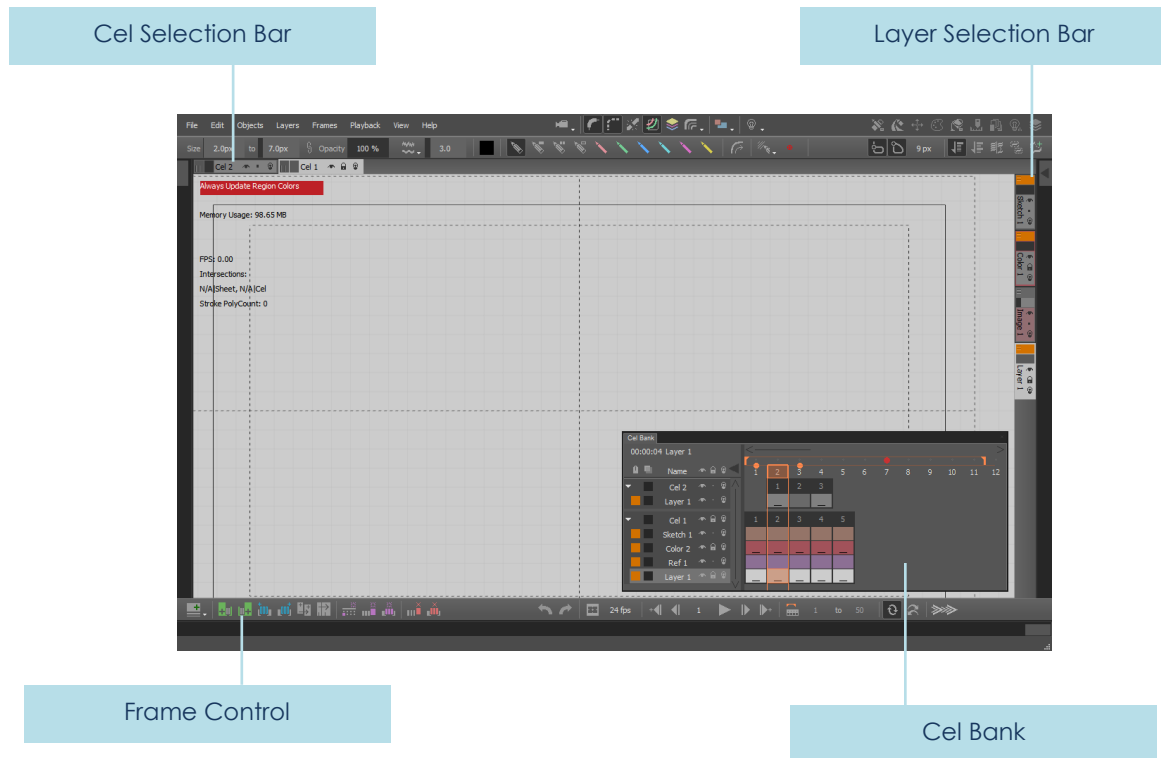 Cel Selection Bar
Layer Selection Bar
File Edit Objects Layers Frames Playback View Help
Size 2.0px to 7.0px Opacity 100 % 3.0 9 px
Cel 2 Cel 1
Always Update Region Colors
Memory Usage: 98.65 MB
FPS: 0.00
Intersections:
N/A|Sheet, N/A|Cel
Stroke PolyCount: 0
Sketch 1
Color 1
Image 1
Layer 1
Cel Bank
00:00:04 Layer 1
Name 1 2 3 4 5 6 7 8 9 10 11 12
Cel 2 1 2 3
Layer 1
Cel 1 1 2 3 4 5
Sketch 1
Color 2
Ref 1
Layer 1
24 fps 1 1 to 50
Frame Control
Cel Bank